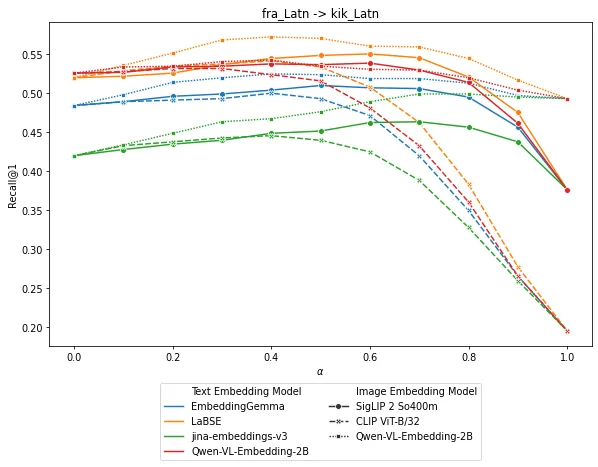 fra_Latn -> kik_Latn
Recall@1
0.55
0.50
0.45
0.40
0.35
0.30
0.25
0.20
0.0 0.2 0.4 0.6 0.8 1.0
α
Text Embedding Model Image Embedding Model
EmbeddingGemma SigLIP 2 So400m
LaBSE CLIP ViT-B/32
jina-embeddings-v3 Qwen-VL-Embedding-2B
Qwen-VL-Embedding-2B